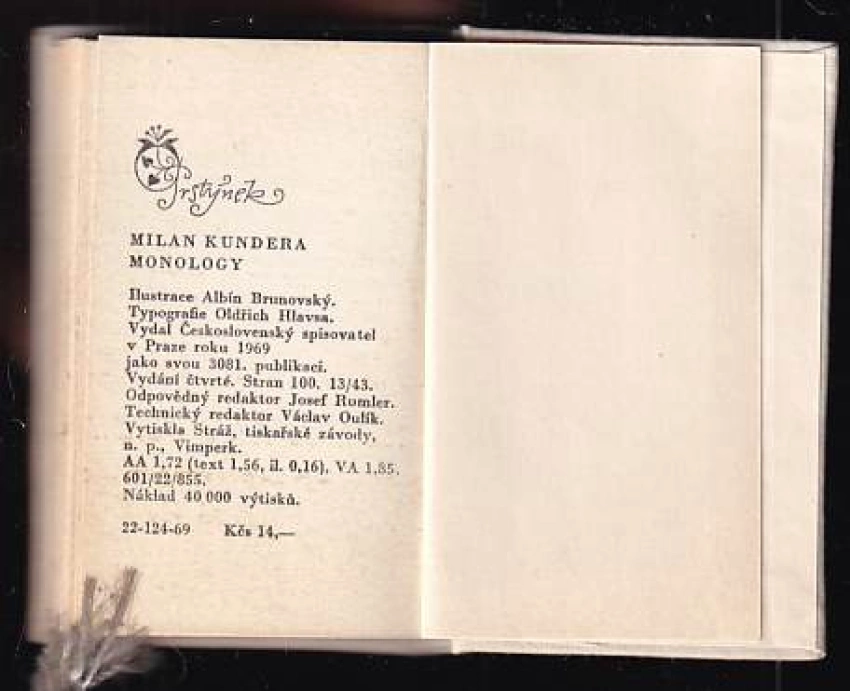 Prstýnek
MILAN KUNDERA
MONOLOGY
Ilustrace Albín Brunovský.
Typografie Oldřich Hlavsa.
Vydal Československý spisovatel
v Praze roku 1969
jako svou 3081. publikaci.
Vydání čtvrté. Stran 100. 13/43.
Odpovědný redaktor Josef Rumler.
Technický redaktor Václav Oulík.
Vytiskla Stráž, tiskařské závody,
n. p., Vimperk.
AA 1,72 (text 1,56, il. 0,16). VA 1,85.
601/22/855.
Náklad 40 000 výtisků.
22-124-69 Kčs 14,—